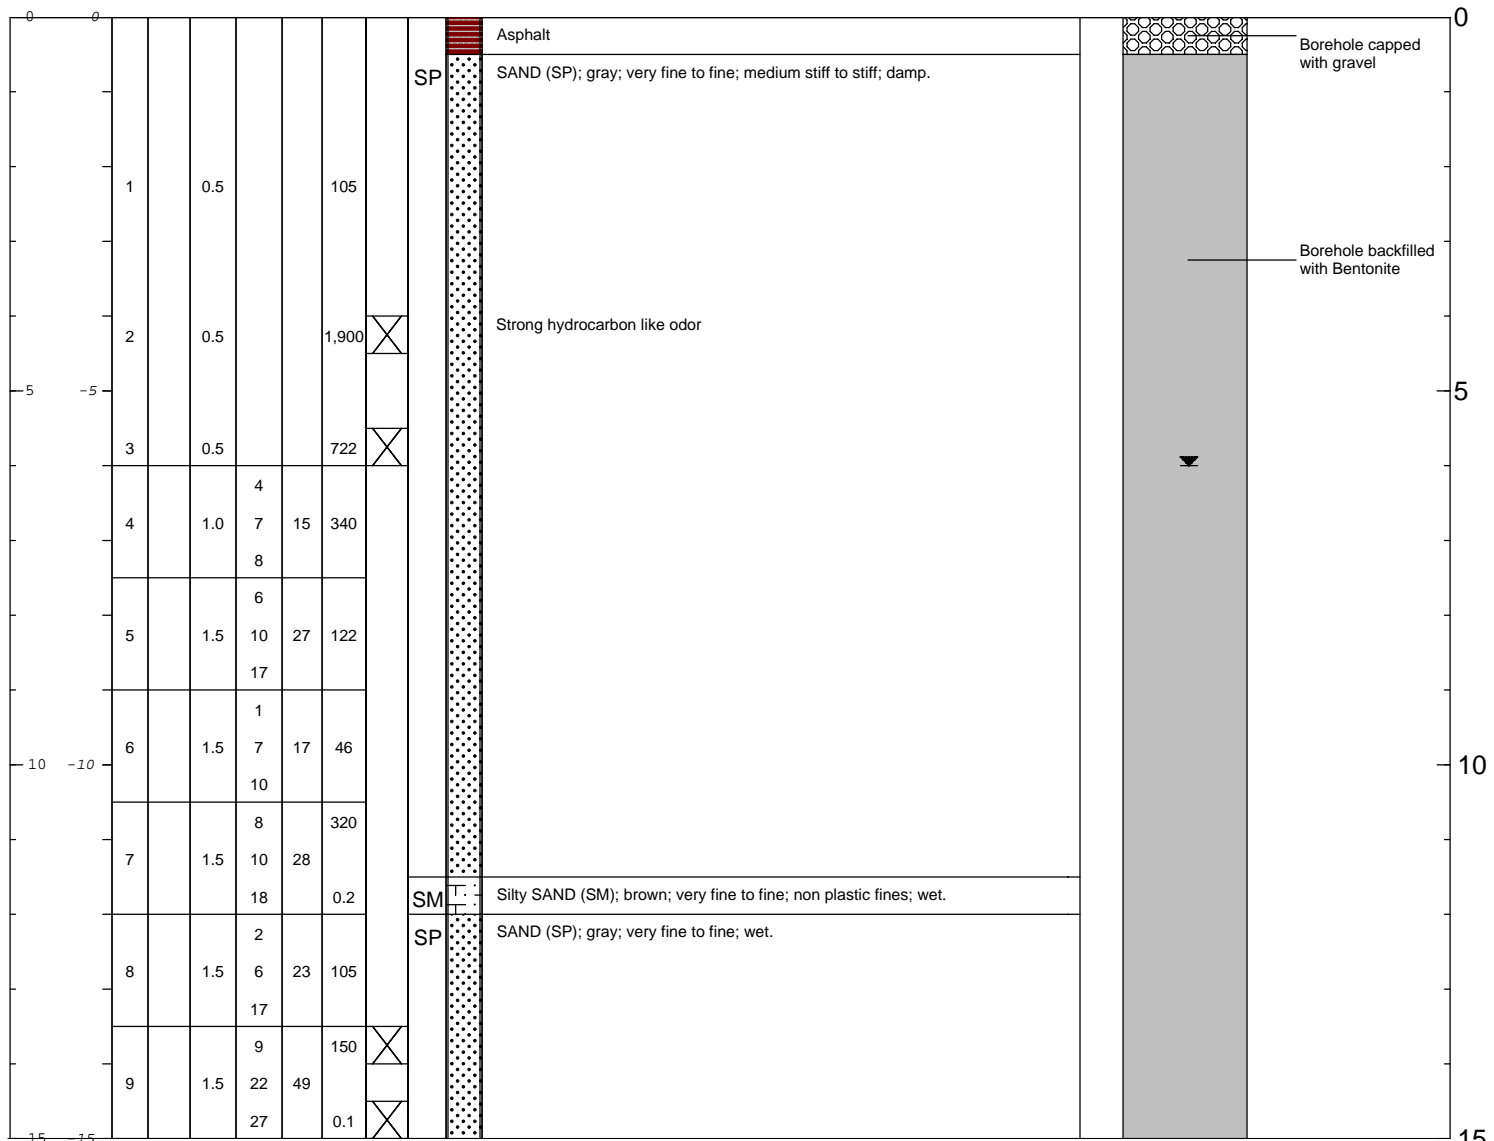 0 0 Asphalt 0
Borehole capped
with gravel
SP SAND (SP); gray; very fine to fine; medium stiff to stiff; damp.
1 0.5 105
Borehole backfilled
with Bentonite
Strong hydrocarbon like odor
2 0.5 1,900
-5 -5 5
3 0.5 722
4
4 1.0 7 15 340
8
6
5 1.5 10 27 122
17
1
6 1.5 7 17 46
-10 -10 10
10
8 320
7 1.5 10 28
18 0.2 SM Silty SAND (SM); brown; very fine to fine; non plastic fines; wet.
2 SP SAND (SP); gray; very fine to fine; wet.
8 1.5 6 23 105
17
9 150
9 1.5 22 49
27 0.1
15 -15 15